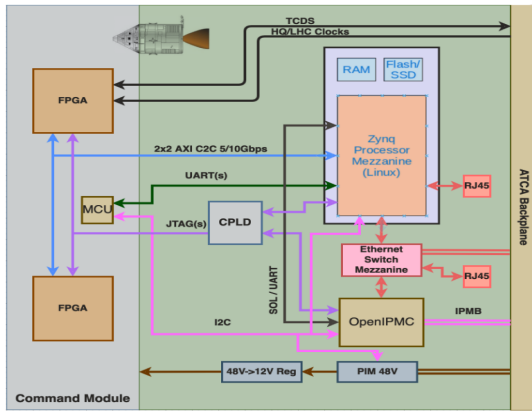 TCDS
HQ/LHC Clocks
FPGA
RAM
Flash/
SSD
Zynq
Processor
Mezzanine
(Linux)
2x2 AXI C2C 5/10Gbps
UART(s)
RJ45
MCU
JTAG(s)
CPLD
ATCA Backplane
Ethernet
Switch
Mezzanine
RJ45
SOL / UART
FPGA
I2C
OpenIPMC
IPMB
48V->12V Reg
PIM 48V
Command Module